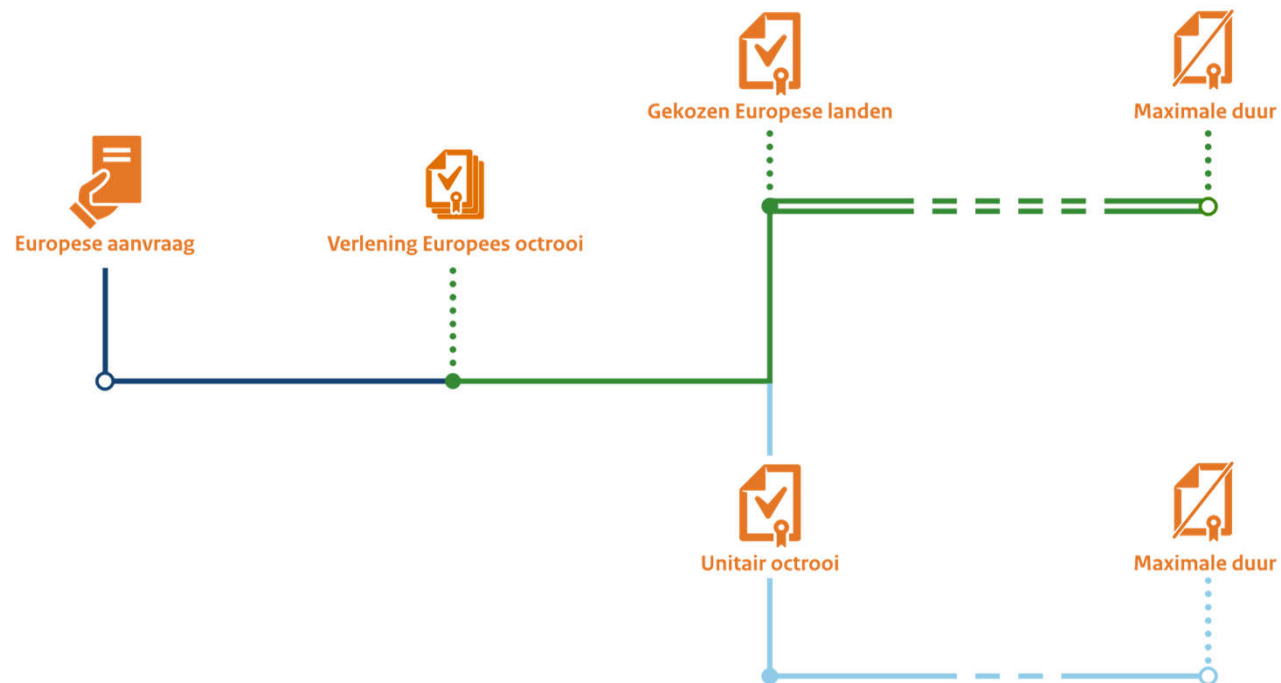 Gekozen Europese landen
Maximale duur
Europese aanvraag
Verlening Europees octrooi
Unitair octrooi
Maximale duur